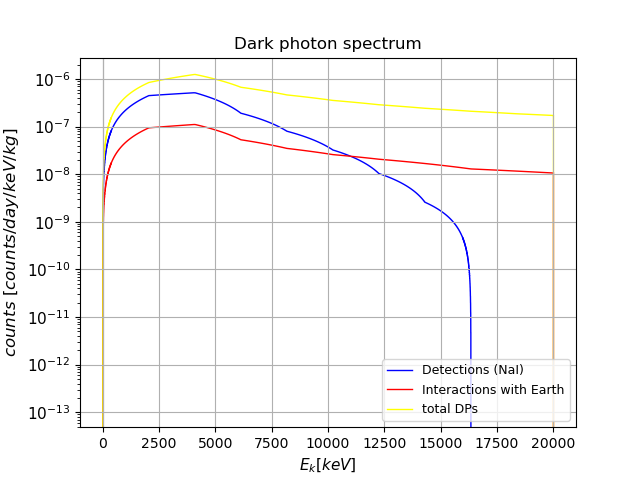 Dark photon spectrum
counts [counts/day/keV/kg]
10⁻⁶
10⁻⁷
10⁻⁸
10⁻⁹
10⁻¹⁰
10⁻¹¹
10⁻¹²
10⁻¹³
Detections (NaI)
Interactions with Earth
total DPs
0 2500 5000 7500 10000 12500 15000 17500 20000
Eₖ[keV]